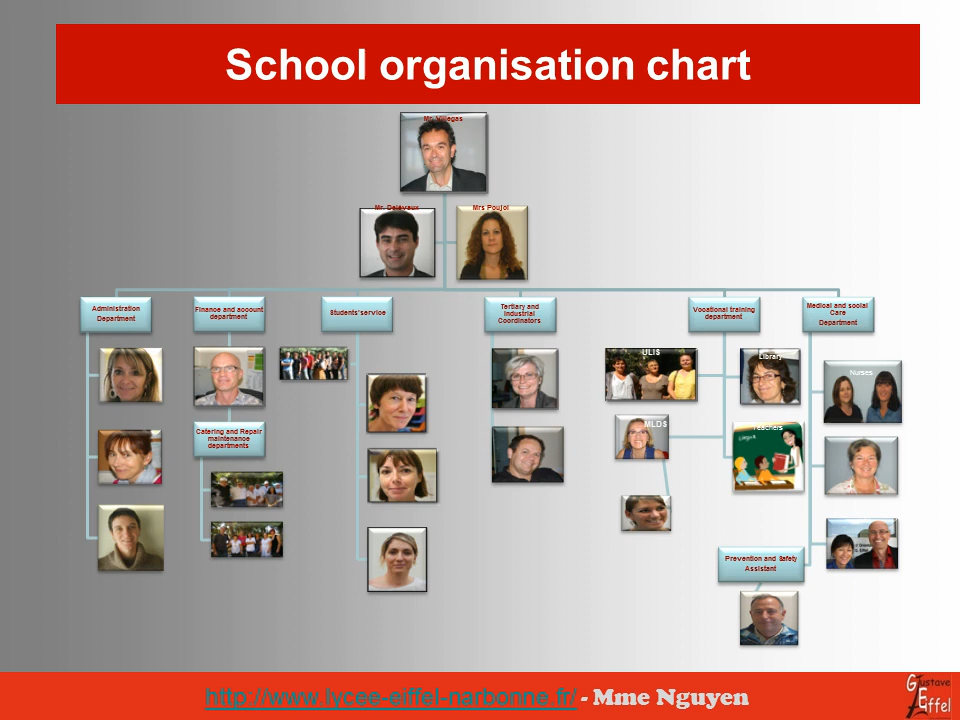 School organisation chart
Mr. Villegas
Mr. Delavaux
Mrs Poujol
Administration
Department
Finance and account
department
Students'service
Tertiary and
Industrial
Coordinators
Vocational training
department
Medical and social
Care
Department
ULIS
Library
Nurses
Catering and Repair
maintenance
departments
MLDS
Teachers
Prevention and Safety
Assistant
http://www.lycee-eiffel-narbonne.fr/ - Mme Nguyen
Gustave
Eiffel